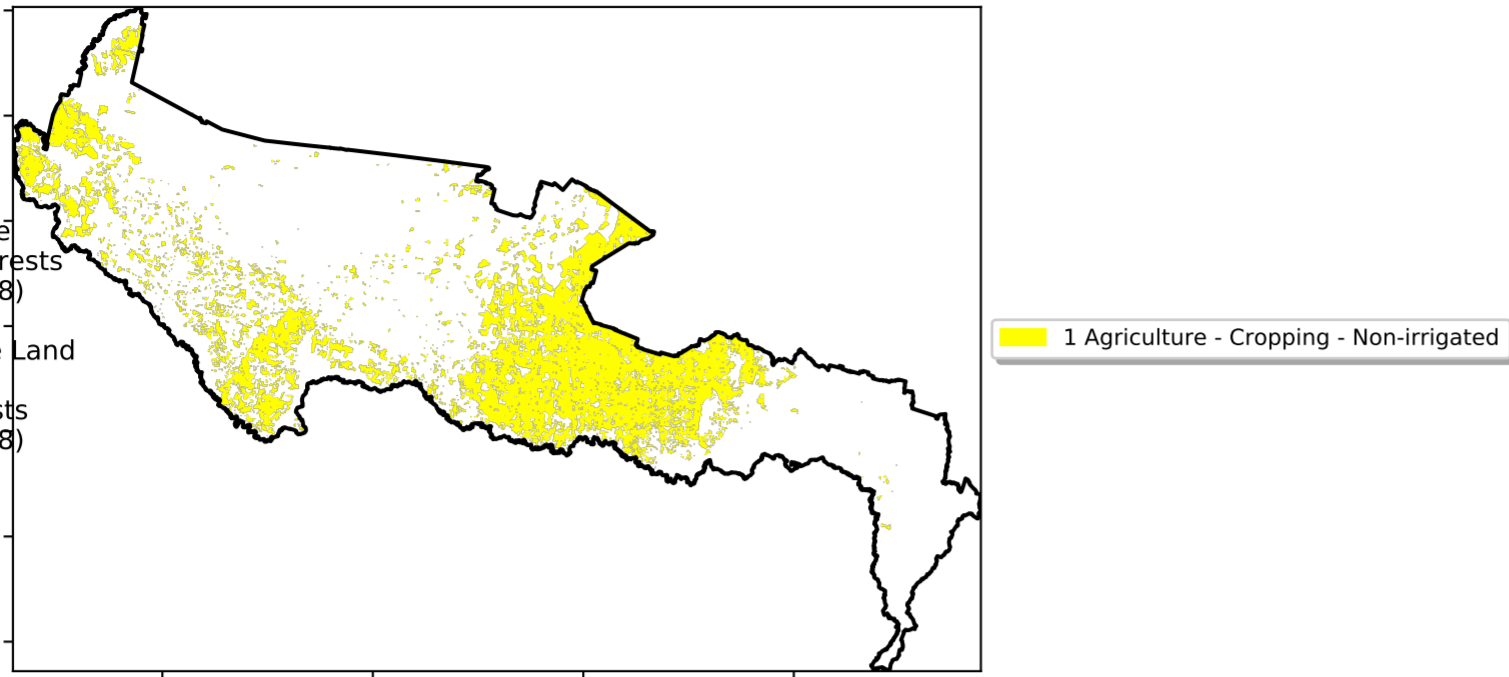 e
rests
8)
1 Agriculture - Cropping - Non-irrigated
Land
sts
8)